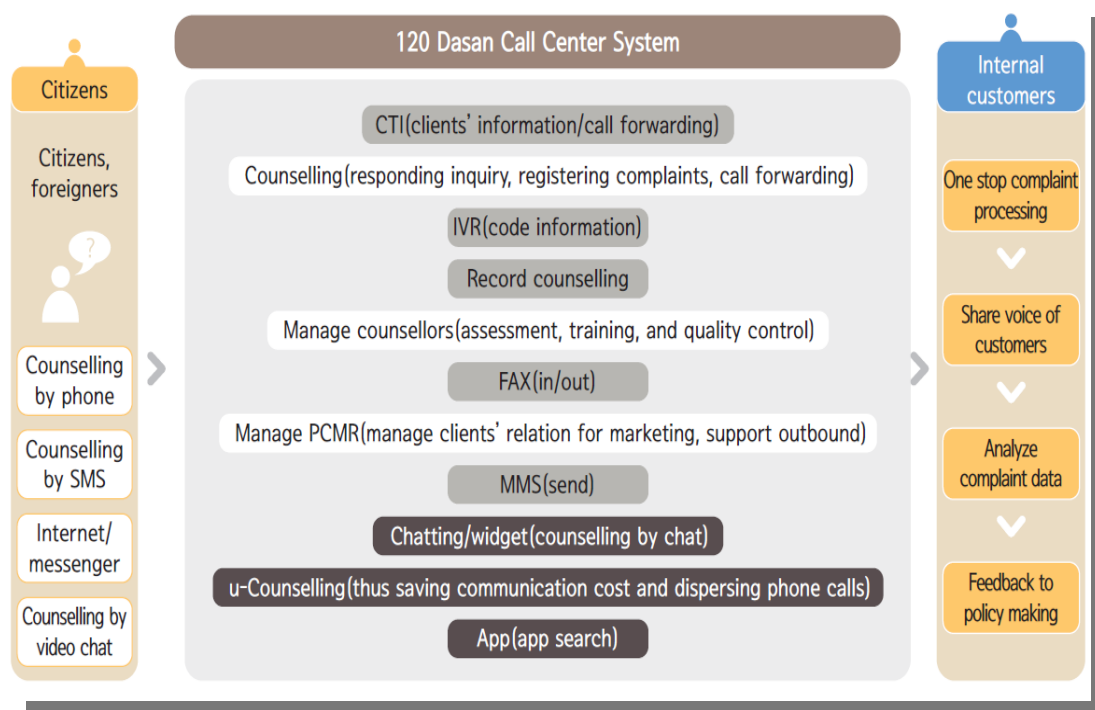 120 Dasan Call Center System
Citizens
Citizens,
foreigners
?
Counselling
by phone
Counselling
by SMS
Internet/
messenger
Counselling by
video chat
CTI(clients' information/call forwarding)
Counselling(responding inquiry, registering complaints, call forwarding)
IVR(code information)
Record counselling
Manage counsellors(assessment, training, and quality control)
FAX(in/out)
Manage PCMR(manage clients' relation for marketing, support outbound)
MMS(send)
Chatting/widget(counselling by chat)
u-Counselling(thus saving communication cost and dispersing phone calls)
App(app search)
Internal
customers
One stop complaint
processing
Share voice of
customers
Analyze
complaint data
Feedback to
policy making